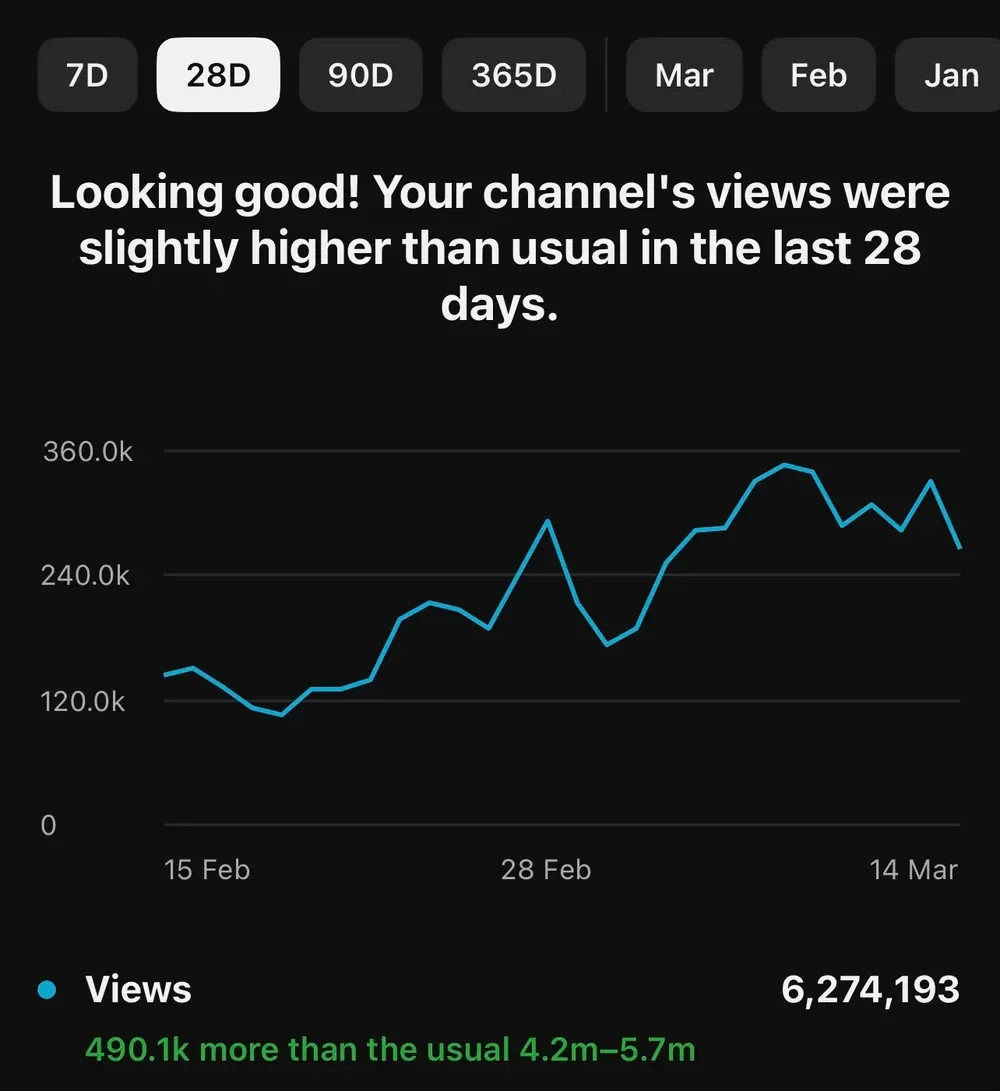 7D 28D 90D 365D Mar Feb Jan
Looking good! Your channel's views were
slightly higher than usual in the last 28
days.
360.0k
240.0k
120.0k
0
15 Feb 28 Feb 14 Mar
Views 6,274,193
490.1k more than the usual 4.2m–5.7m